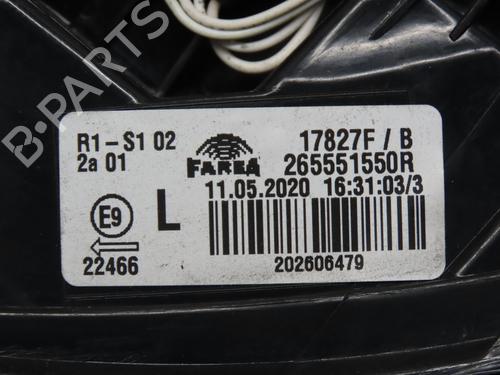 R1-S1 02
2a 01
FAREA
17827F / B
265551550R
11.05.2020 16:31:03/3
E9
L
22466
202606479
B-PARTS